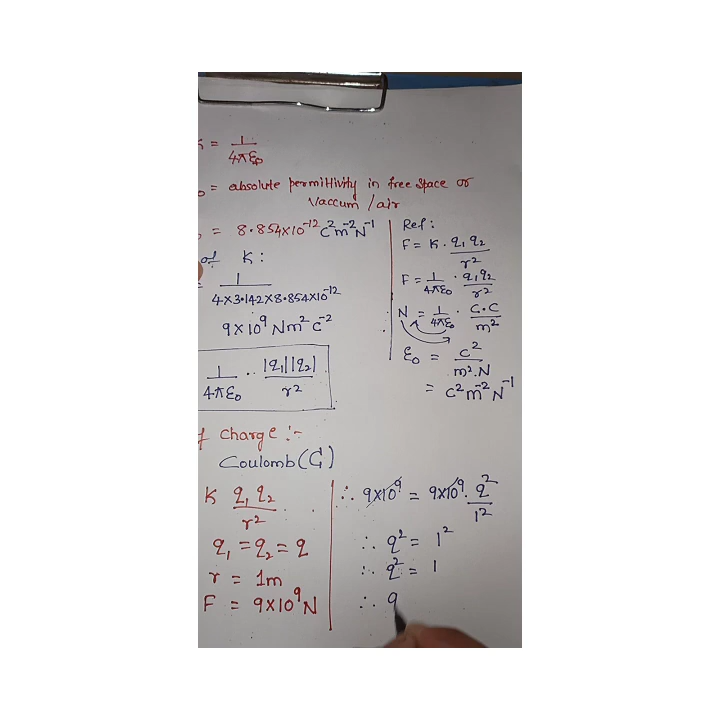 = 1/4πε₀
= absolute permittivity in free space or
Vaccum / air
= 8.854×10⁻¹² C²m⁻²N⁻¹
of K:
1/4×3.142×8.854×10⁻¹²
9×10⁹ Nm²C⁻²
1/4πε₀ · |q₁||q₂|/r²
Ref:
F = K · q₁q₂/r²
F = 1/4πε₀ · q₁q₂/r²
N = 1/4πε₀ · C·C/m²
ε₀ = C²/m²·N
= C²m⁻²N⁻¹
of charge :-
Coulomb (C)
K q₁q₂/r²
q₁ = q₂ = q
r = 1m
F = 9×10⁹ N
∴ 9×10⁹ = 9×10⁹ · q²/1²
∴ q² = 1²
∴ q² = 1
∴ q